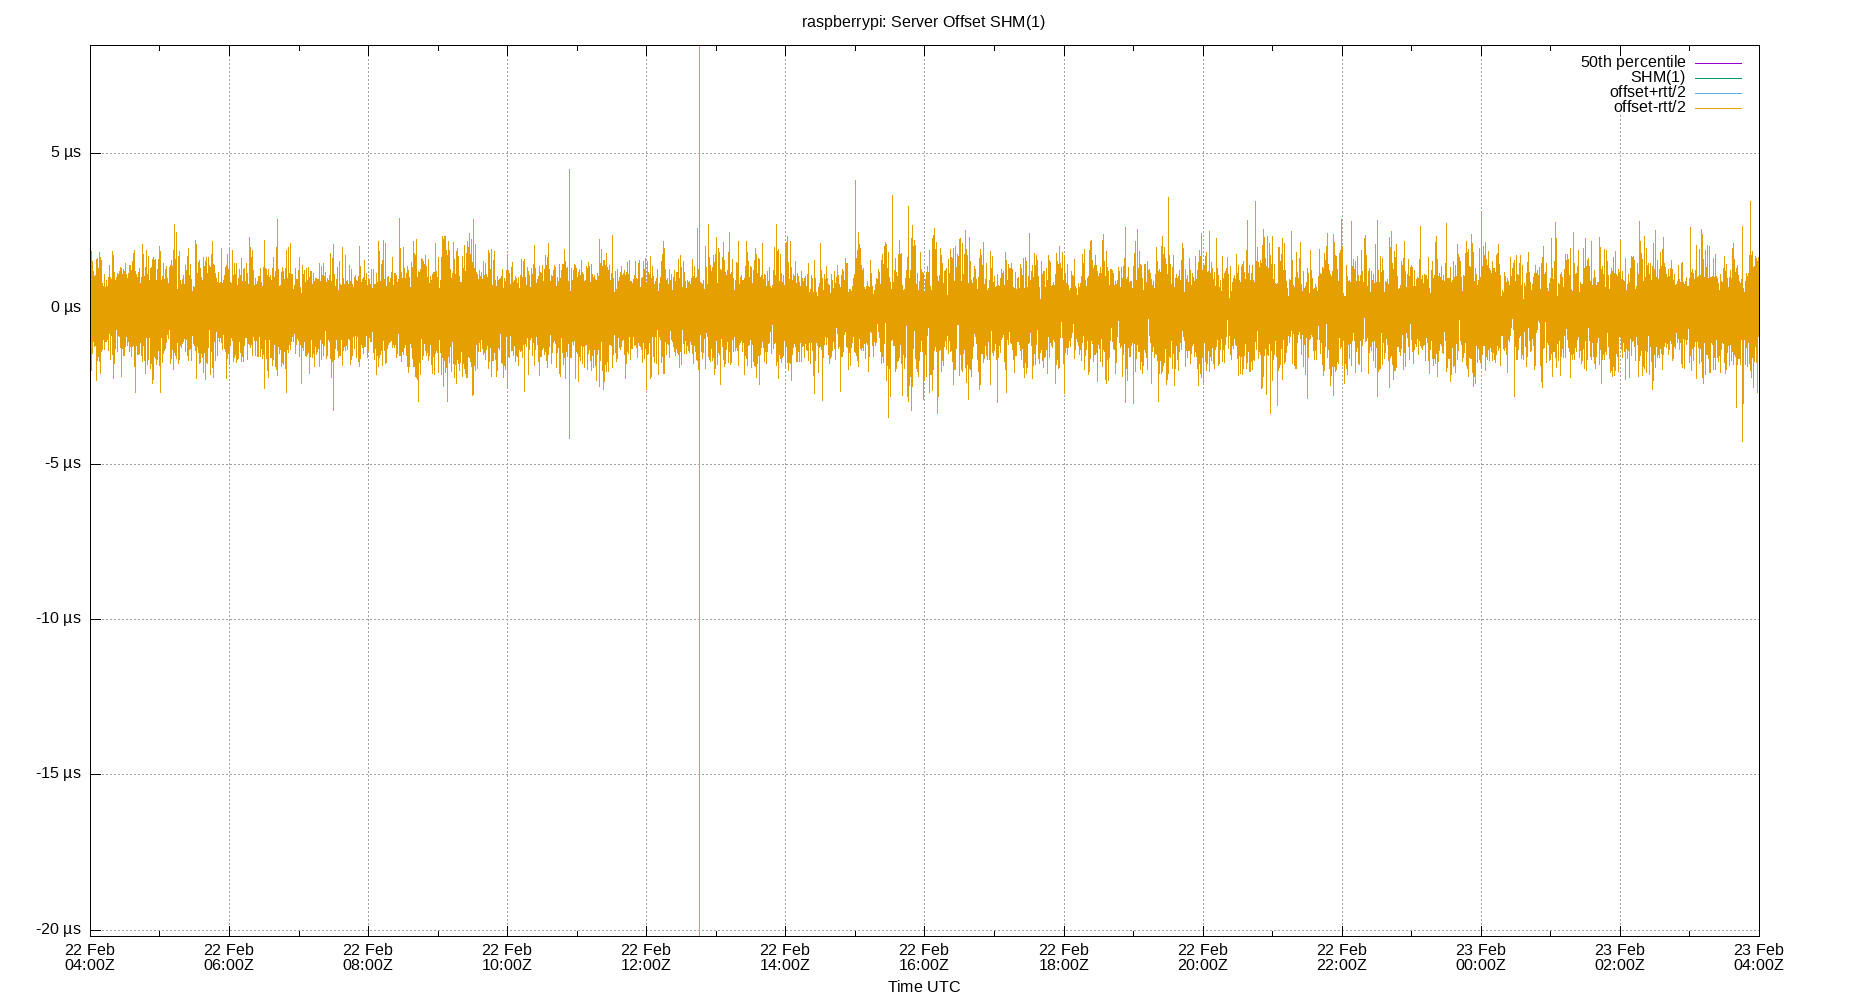 raspberrypi: Server Offset SHM(1)
50th percentile
SHM(1)
offset+rtt/2
offset-rtt/2
5 µs
0 µs
-5 µs
-10 µs
-15 µs
-20 µs
22 Feb 22 Feb 22 Feb 22 Feb 22 Feb 22 Feb 22 Feb 22 Feb 22 Feb 22 Feb 23 Feb 23 Feb 23 Feb
04:00Z 06:00Z 08:00Z 10:00Z 12:00Z 14:00Z 16:00Z 18:00Z 20:00Z 22:00Z 00:00Z 02:00Z 04:00Z
Time UTC